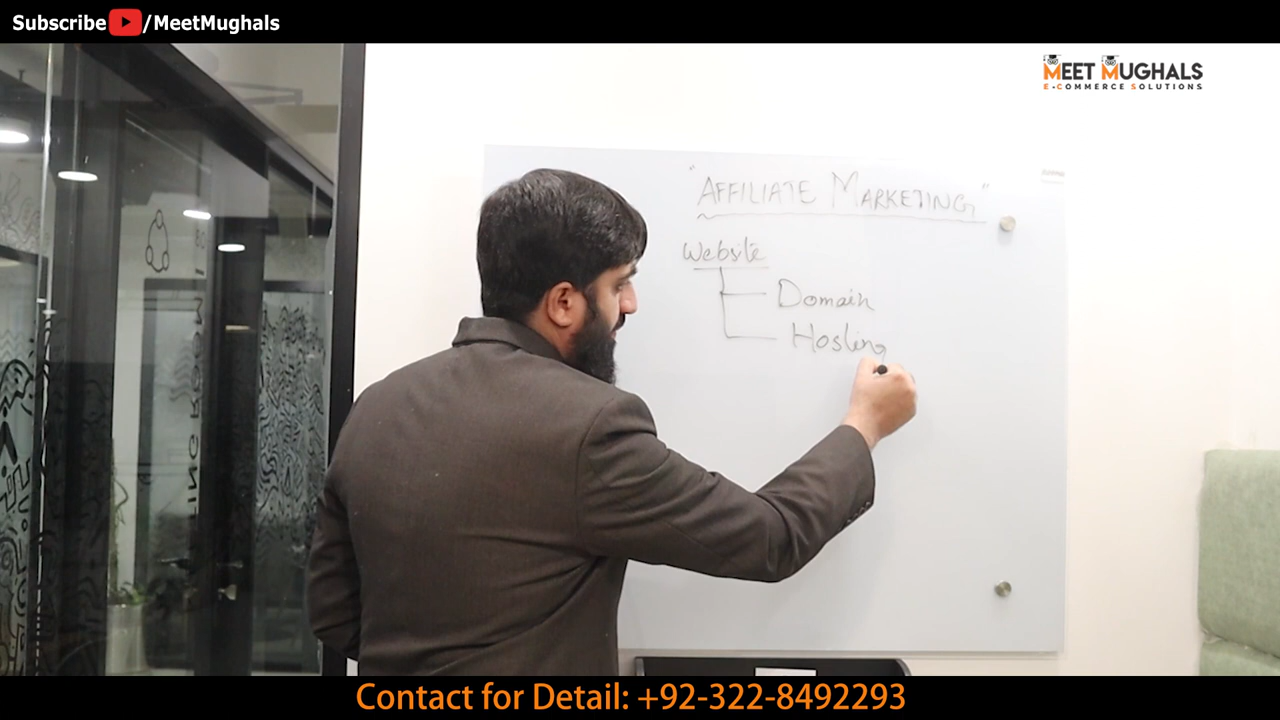 Subscribe /MeetMughals
MEET MUGHALS
E-COMMERCE SOLUTIONS
"AFFILIATE MARKETING"
Website
Domain
Hosting
Contact for Detail: +92-322-8492293